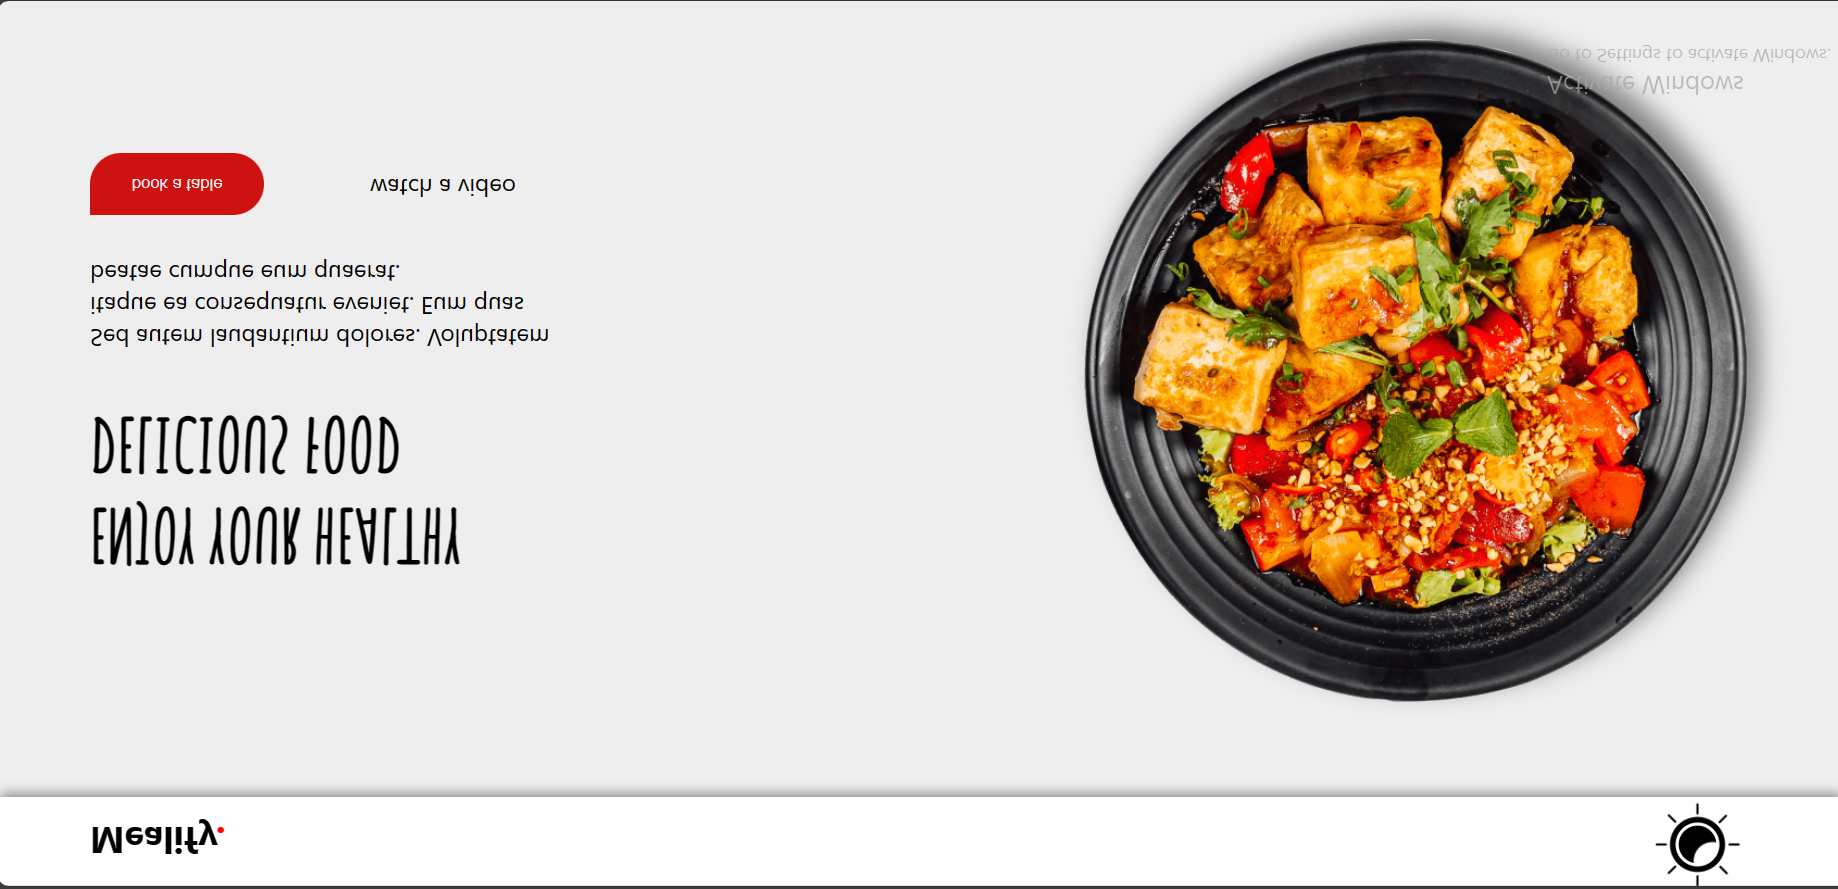 Mealify.
ENJOY YOUR HEALTHY
DELICIOUS FOOD
Sed autem laudantium dolores. Voluptatem
itaque ea consequatur eveniet. Eum quas
beatae cumque eum quaerat.
book a table
watch a video
Activate Windows
Go to Settings to activate Windows.